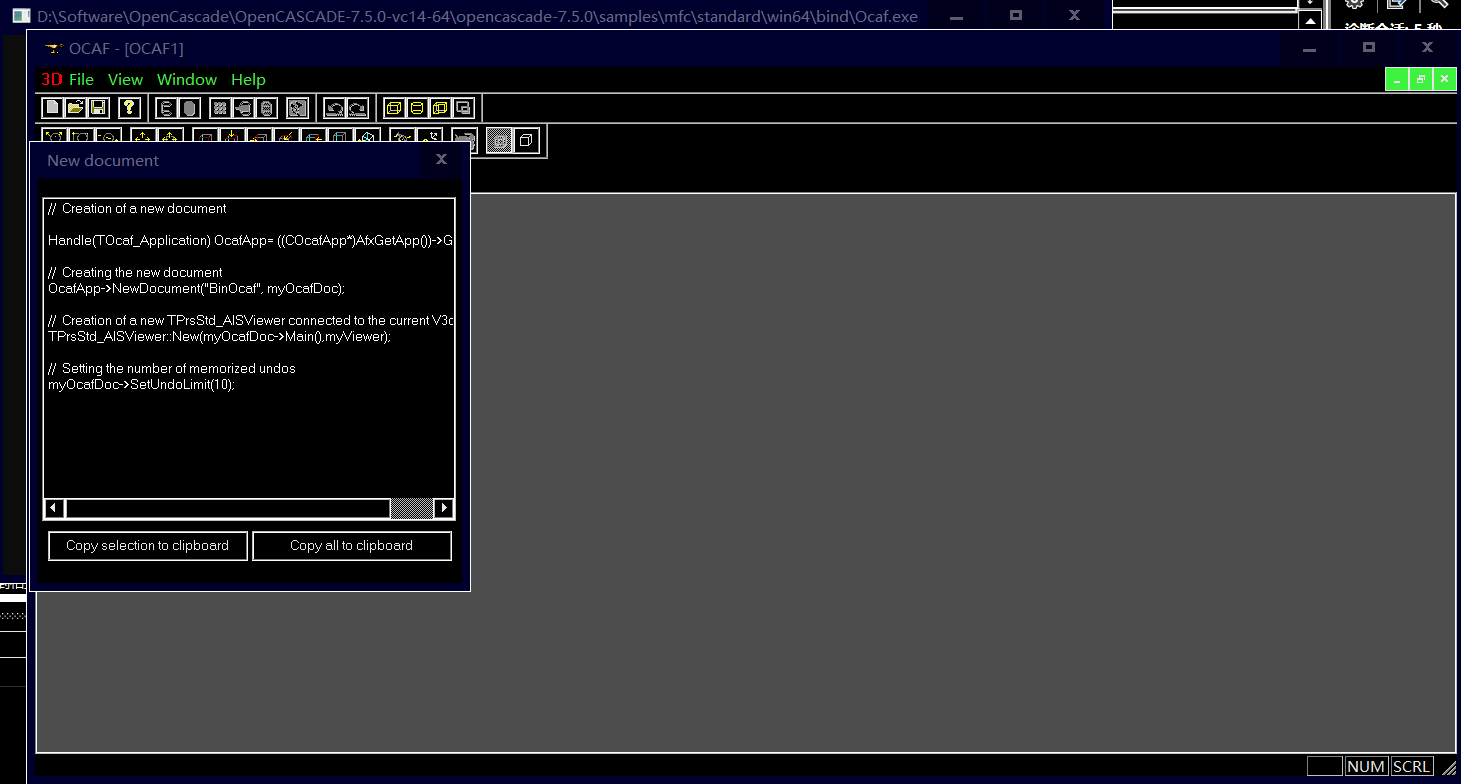 D:\Software\OpenCascade\OpenCASCADE-7.5.0-vc14-64\opencascade-7.5.0\samples\mfc\standard\win64\bind\Ocaf.exe
OCAF - [OCAF1]
3D File View Window Help
New document
// Creation of a new document
Handle(TOcaf_Application) OcafApp= ((COcafApp*)AfxGetApp())->G
// Creating the new document
OcafApp->NewDocument("BinOcaf", myOcafDoc);
// Creation of a new TPrsStd_AISViewer connected to the current V3d
TPrsStd_AISViewer::New(myOcafDoc->Main(),myViewer);
// Setting the number of memorized undos
myOcafDoc->SetUndoLimit(10);
Copy selection to clipboard
Copy all to clipboard
NUM SCRL